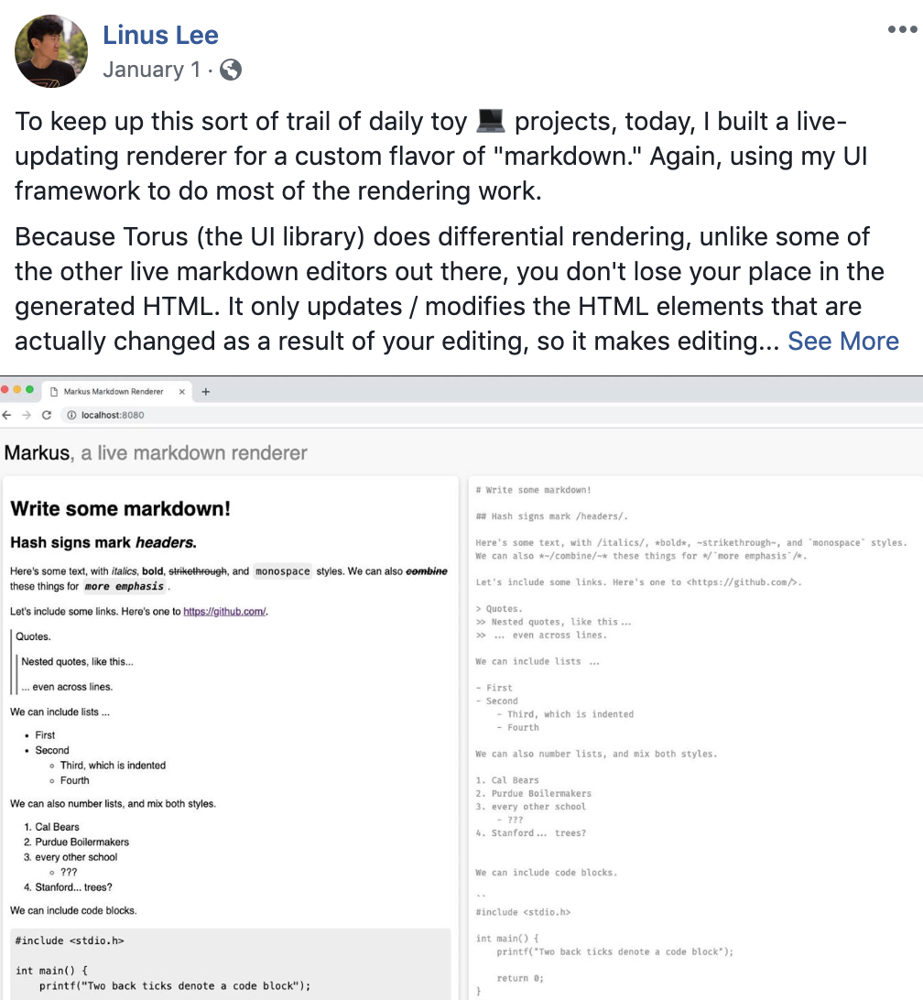 Linus Lee
January 1 ·
To keep up this sort of trail of daily toy 💻 projects, today, I built a live-
updating renderer for a custom flavor of "markdown." Again, using my UI
framework to do most of the rendering work.
Because Torus (the UI library) does differential rendering, unlike some of
the other live markdown editors out there, you don't lose your place in the
generated HTML. It only updates / modifies the HTML elements that are
actually changed as a result of your editing, so it makes editing... See More
Markus Markdown Renderer
localhost:8080
Markus, a live markdown renderer
Write some markdown!
Hash signs mark headers.
Here's some text, with italics, bold, strikethrough, and monospace styles. We can also combine
these things for more emphasis .
Let's include some links. Here's one to https://github.com/.
Quotes.
Nested quotes, like this...
... even across lines.
We can include lists ...
• First
• Second
◦ Third, which is indented
◦ Fourth
We can also number lists, and mix both styles.
1. Cal Bears
2. Purdue Boilermakers
3. every other school
◦ ???
4. Stanford... trees?
We can include code blocks.
#include <stdio.h>
int main() {
printf("Two back ticks denote a code block");
# Write some markdown!
## Hash signs mark /headers/.
Here's some text, with /italics/, *bold*, ~strikethrough~, and `monospace` styles.
We can also *~/combine/~* these things for */`more emphasis`/*.
Let's include some links. Here's one to <https://github.com/>.
> Quotes.
>> Nested quotes, like this...
>> ... even across lines.
We can include lists ...
- First
- Second
- Third, which is indented
- Fourth
We can also number lists, and mix both styles.
1. Cal Bears
2. Purdue Boilermakers
3. every other school
- ???
4. Stanford... trees?
We can include code blocks.
``
#include <stdio.h>
int main() {
printf("Two back ticks denote a code block");
return 0;
}